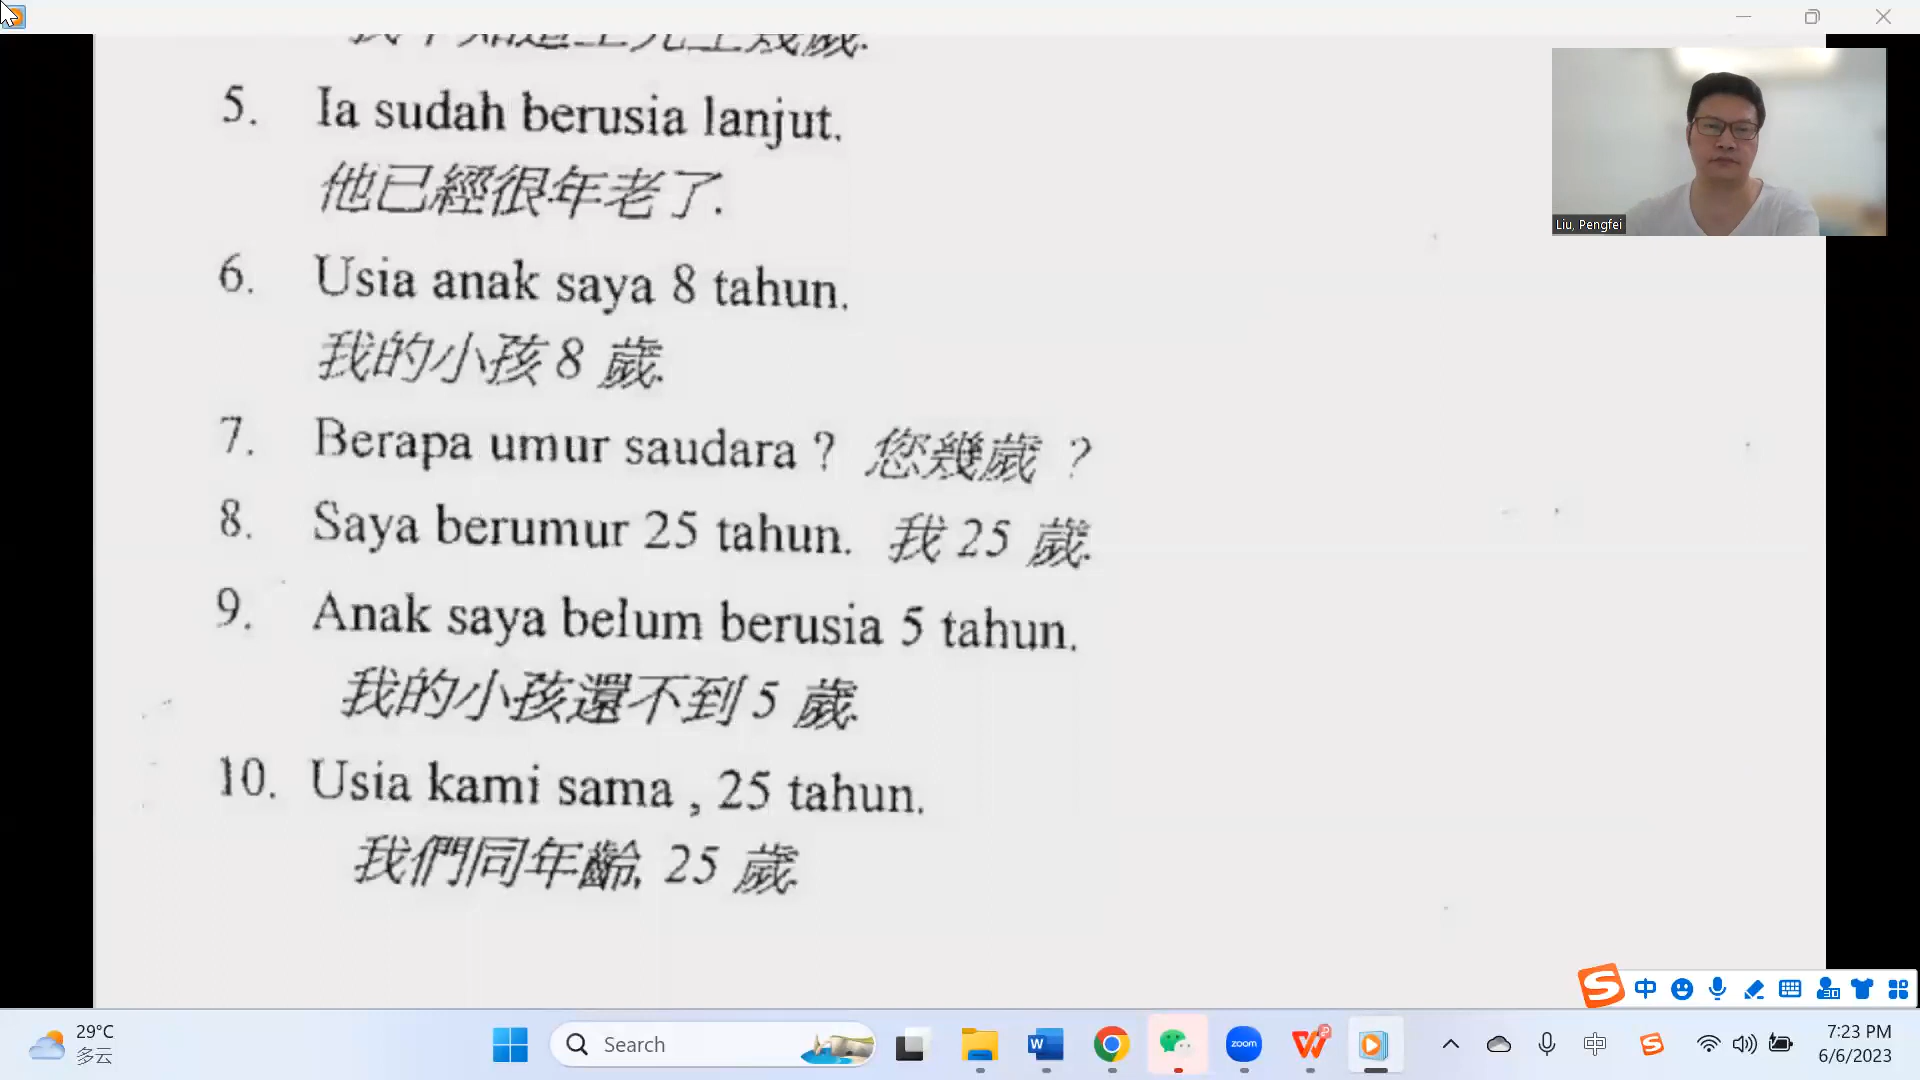 5. Ia sudah berusia lanjut.
他已經很年老了.
6. Usia anak saya 8 tahun.
我的小孩 8 歲.
7. Berapa umur saudara ? 您幾歲 ?
8. Saya berumur 25 tahun. 我 25 歲.
9. Anak saya belum berusia 5 tahun.
我的小孩還不到 5 歲.
10. Usia kami sama , 25 tahun.
我們同年齡, 25 歲.
Liu, Pengfei
中
29°C
多云
Search
zoom
中
7:23 PM
6/6/2023